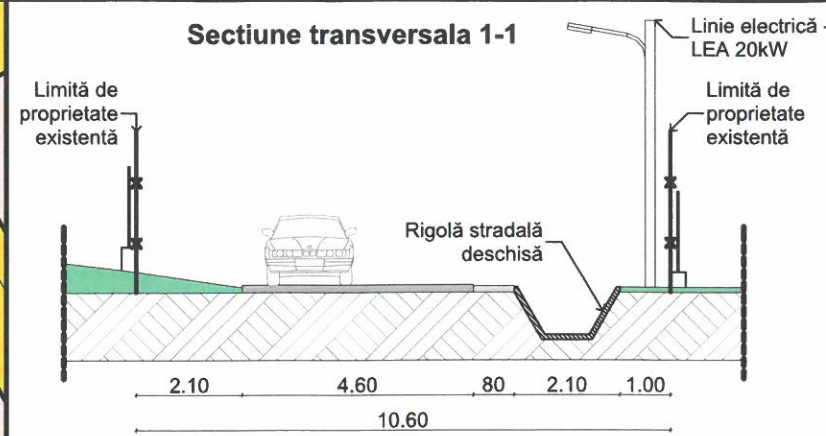 Sectiune transversala 1-1
Linie electrică -
LEA 20kW
Limită de
proprietate
existentă
Limită de
proprietate
existentă
Rigolă stradală
deschisă
2.10
4.60
80
2.10
1.00
10.60